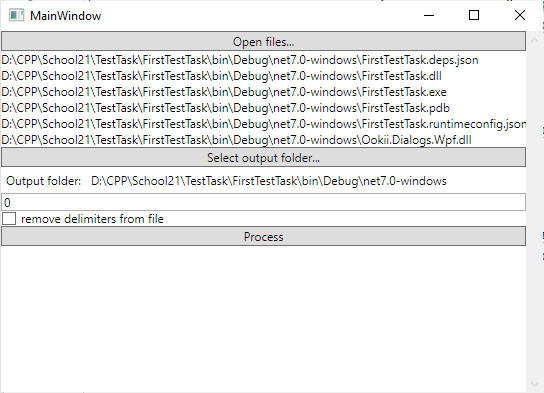 MainWindow
Open files...
D:\CPP\School21\TestTask\FirstTestTask\bin\Debug\net7.0-windows\FirstTestTask.deps.json
D:\CPP\School21\TestTask\FirstTestTask\bin\Debug\net7.0-windows\FirstTestTask.dll
D:\CPP\School21\TestTask\FirstTestTask\bin\Debug\net7.0-windows\FirstTestTask.exe
D:\CPP\School21\TestTask\FirstTestTask\bin\Debug\net7.0-windows\FirstTestTask.pdb
D:\CPP\School21\TestTask\FirstTestTask\bin\Debug\net7.0-windows\FirstTestTask.runtimeconfig.json
D:\CPP\School21\TestTask\FirstTestTask\bin\Debug\net7.0-windows\Ookii.Dialogs.Wpf.dll
Select output folder...
Output folder: D:\CPP\School21\TestTask\FirstTestTask\bin\Debug\net7.0-windows
0
remove delimiters from file
Process